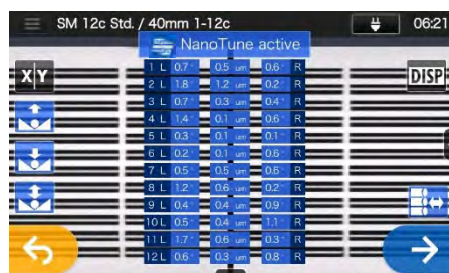 SM 12c Std. / 40mm 1-12c 06:21
NanoTune active
X Y DISP
1 L 0.7° 0.5 um 0.6° R
2 L 1.8° 1.2 um 0.2° R
3 L 0.7° 0.3 um 0.4° R
4 L 1.4° 0.1 um 0.6° R
5 L 0.3° 0.1 um 0.1° R
6 L 0.2° 0.1 um 0.6° R
7 L 0.5° 0.5 um 0.6° R
8 L 1.2° 0.6 um 0.2° R
9 L 0.4° 0.4 um 0.9° R
10 L 0.5° 0.4 um 1.1° R
11 L 1.7° 0.6 um 0.3° R
12 L 0.6° 0.3 um 0.8° R